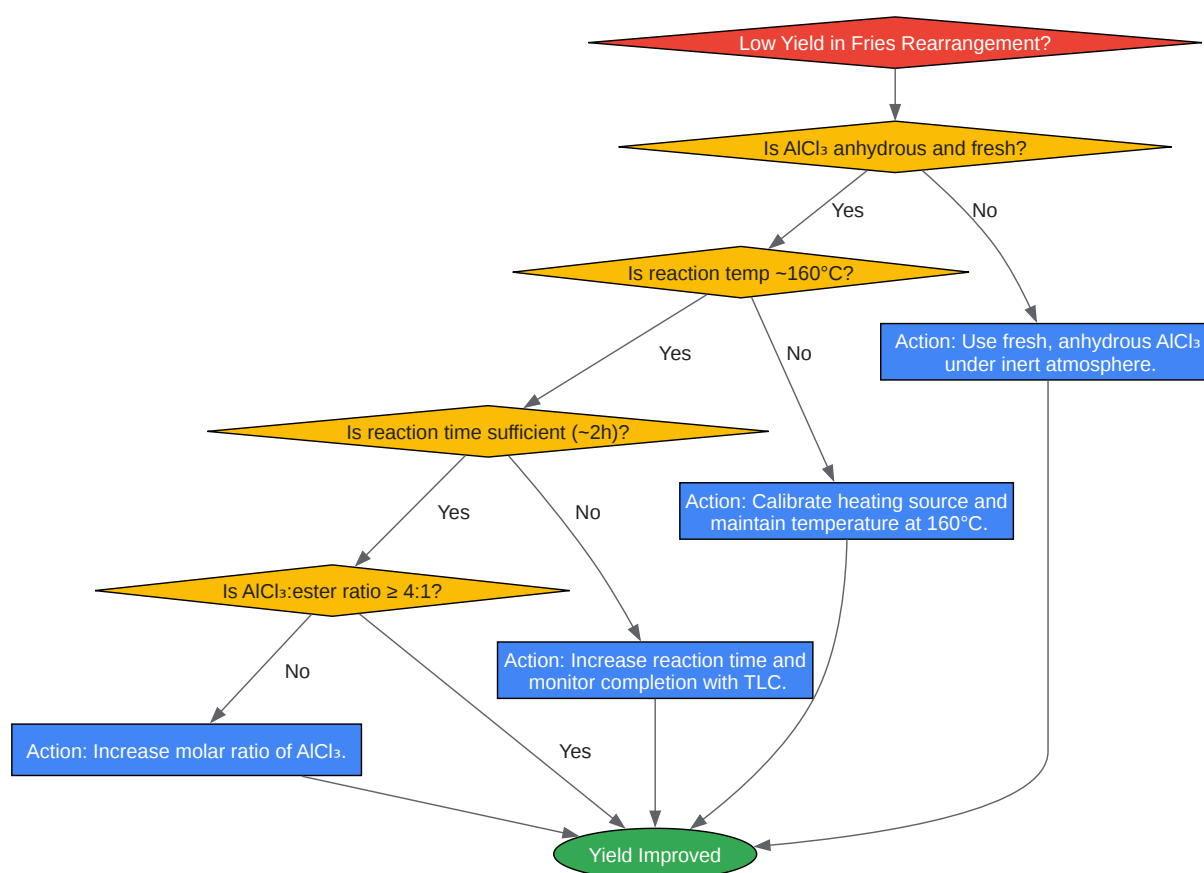 Low Yield in Fries Rearrangement?
Is AlCl₃ anhydrous and fresh?
Yes
No
Is reaction temp ~160°C?
Action: Use fresh, anhydrous AlCl₃
under inert atmosphere.
Yes
No
Is reaction time sufficient (~2h)?
Action: Calibrate heating source and
maintain temperature at 160°C.
Yes
No
Is AlCl₃:ester ratio ≥ 4:1?
Action: Increase reaction time and
monitor completion with TLC.
No
Yes
Action: Increase molar ratio of AlCl₃.
Yield Improved